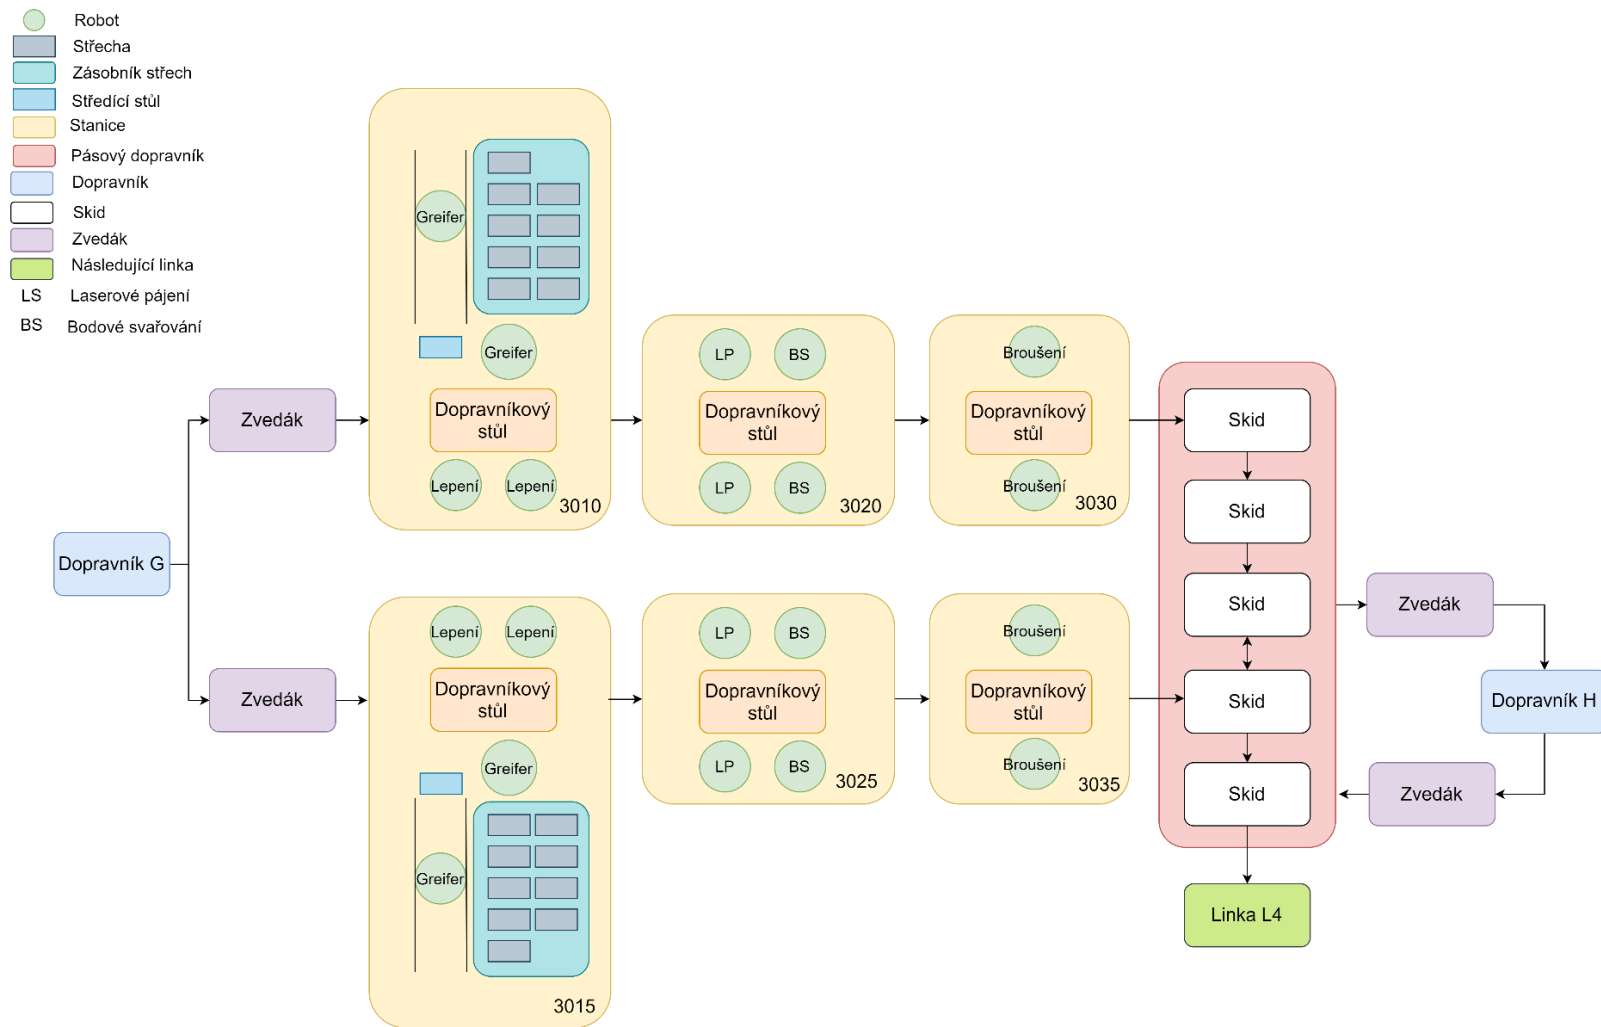 Robot
Střecha
Zásobník střech
Středící stůl
Stanice
Pásový dopravník
Dopravník
Skid
Zvedák
Následující linka
LS Laserové pájení
BS Bodové svařování
Dopravník G
Zvedák
Greifer
Greifer
Dopravníkový
stůl
Lepení Lepení
3010
LP BS
Dopravníkový
stůl
LP BS
3020
Broušení
Dopravníkový
stůl
Broušení
3030
Zvedák
Lepení Lepení
Dopravníkový
stůl
Greifer
Greifer
3015
LP BS
Dopravníkový
stůl
LP BS
3025
Broušení
Dopravníkový
stůl
Broušení
3035
Skid
Skid
Skid
Skid
Skid
Zvedák
Dopravník H
Zvedák
Linka L4